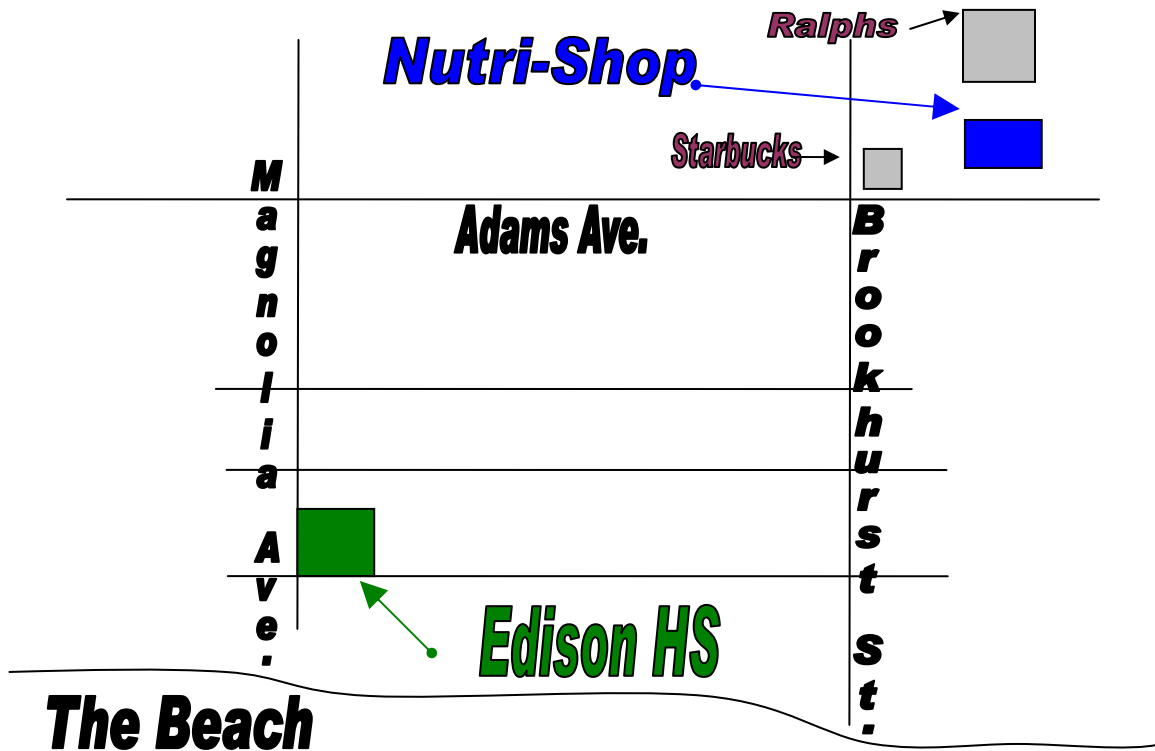 Ralphs
Nutri-Shop
Starbucks
Magnolia Ave.
Adams Ave.
Brookhurst St.
Edison HS
The Beach